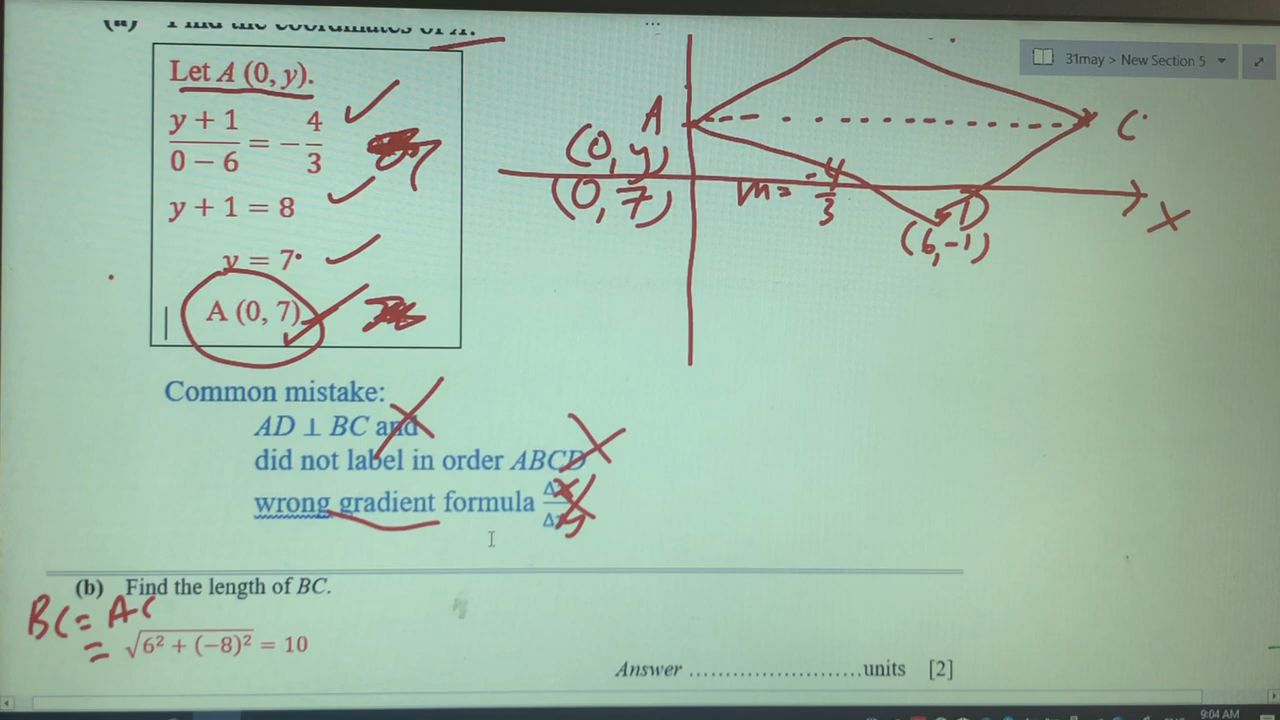 (a) Find the coordinates of A.
...
31may > New Section 5
Let A (0, y).
y + 1 / 0 − 6 = − 4 / 3
y + 1 = 8
y = 7
A (0, 7)
A
C
(0, y)
(0, 7)
m = -4/3
D
(6, -1)
X
Common mistake:
AD ⊥ BC and
did not label in order ABCD
wrong gradient formula Δx/Δy
(b) Find the length of BC.
BC = AC
= √6² + (−8)² = 10
Answer ........................units [2]
9:04 AM